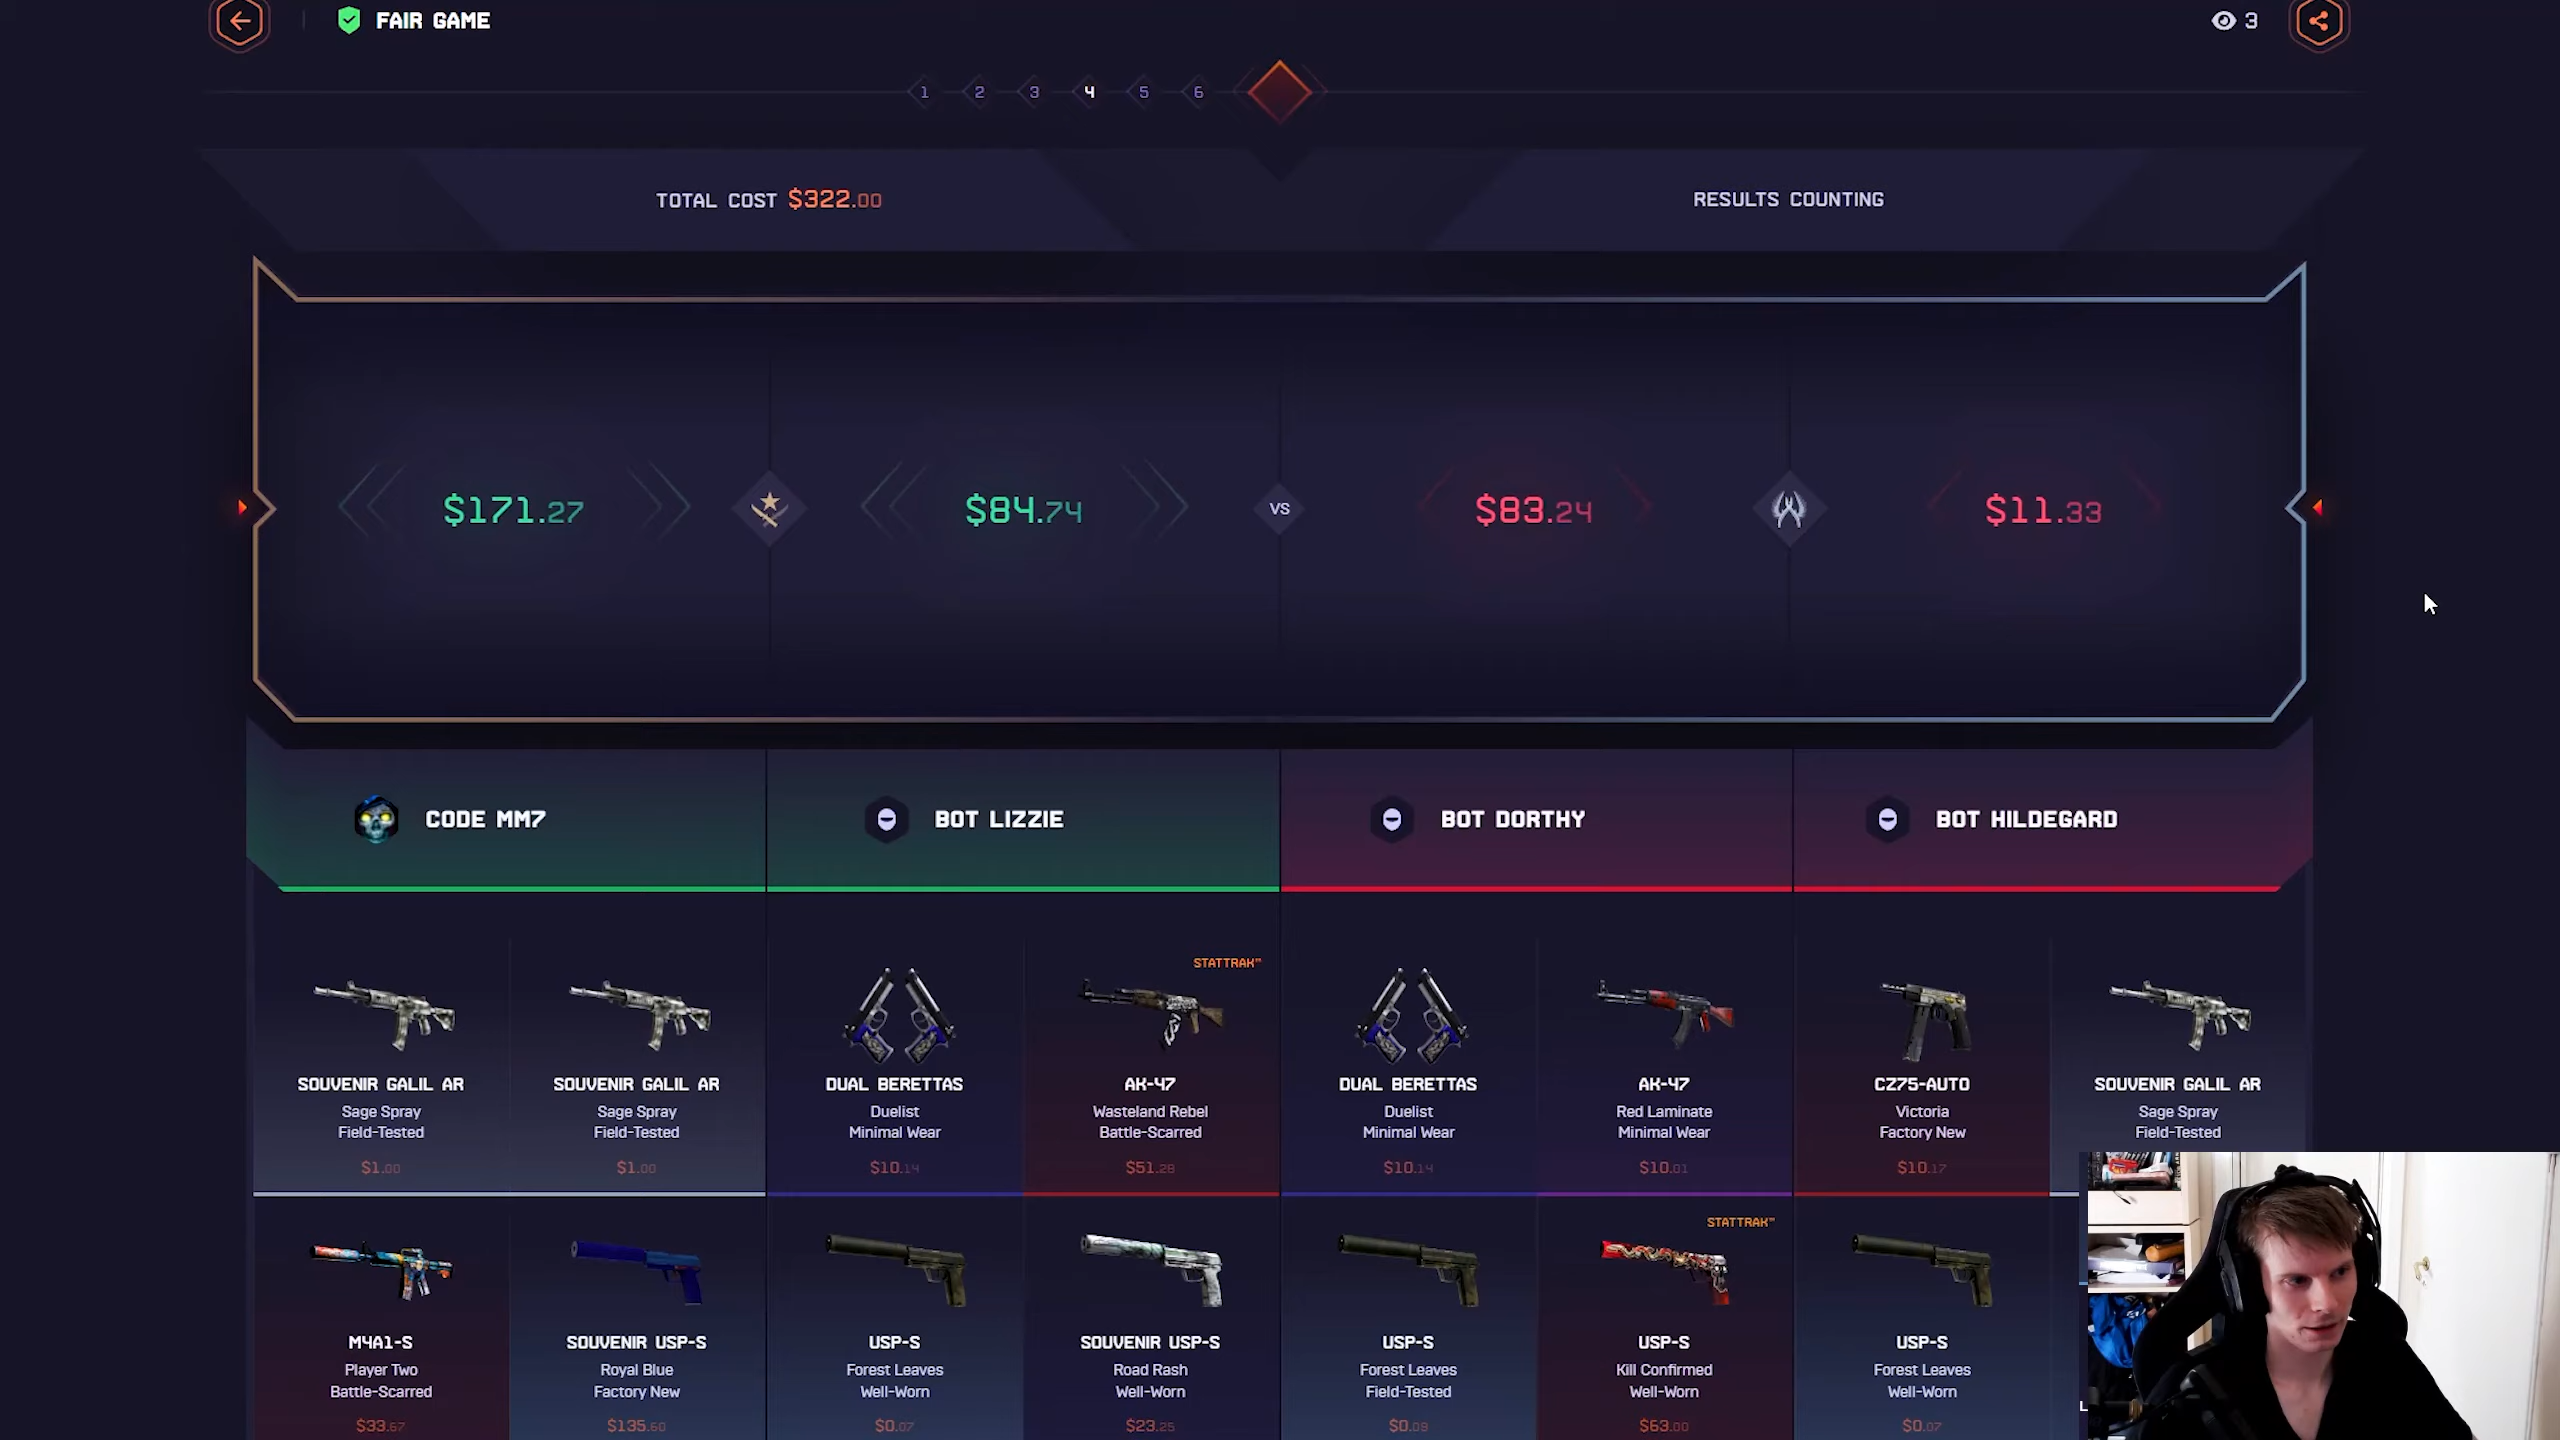 FAIR GAME
3
1 2 3 4 5 6
TOTAL COST $322.00
RESULTS COUNTING
$171.27
$84.74
VS
$83.24
$11.33
CODE MM7
BOT LIZZIE
BOT DORTHY
BOT HILDEGARD
SOUVENIR GALIL AR
Sage Spray
Field-Tested
$1.00
SOUVENIR GALIL AR
Sage Spray
Field-Tested
$1.00
DUAL BERETTAS
Duelist
Minimal Wear
$10.14
STATTRAK™
AK-47
Wasteland Rebel
Battle-Scarred
$51.28
DUAL BERETTAS
Duelist
Minimal Wear
$10.14
AK-47
Red Laminate
Minimal Wear
$10.01
CZ75-AUTO
Victoria
Factory New
$10.17
SOUVENIR GALIL AR
Sage Spray
Field-Tested
M4A1-S
Player Two
Battle-Scarred
$33.67
SOUVENIR USP-S
Royal Blue
Factory New
$135.60
USP-S
Forest Leaves
Well-Worn
$0.07
SOUVENIR USP-S
Road Rash
Well-Worn
$23.25
USP-S
Forest Leaves
Field-Tested
$0.09
STATTRAK™
USP-S
Kill Confirmed
Well-Worn
$63.00
USP-S
Forest Leaves
Well-Worn
$0.07